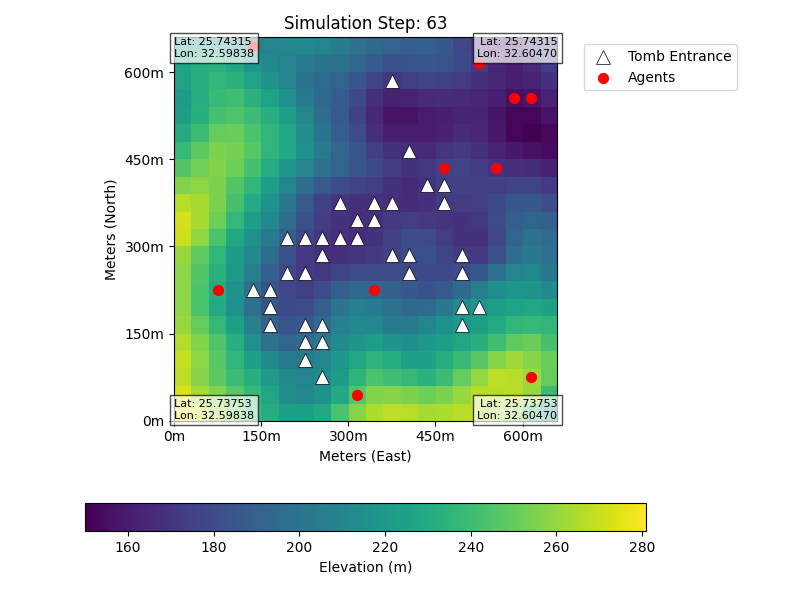 Simulation Step: 63
Lat: 25.74315
Lon: 32.59838
Lat: 25.74315
Lon: 32.60470
Tomb Entrance
Agents
600m
450m
300m
150m
0m
Meters (North)
Lat: 25.73753
Lon: 32.59838
Lat: 25.73753
Lon: 32.60470
0m 150m 300m 450m 600m
Meters (East)
160 180 200 220 240 260 280
Elevation (m)